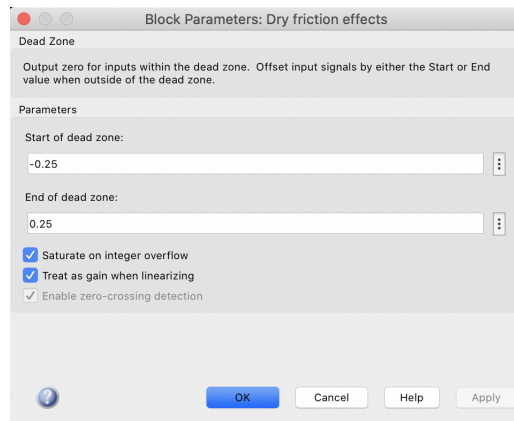 Block Parameters: Dry friction effects
Dead Zone
Output zero for inputs within the dead zone.  Offset input signals by either the Start or End
value when outside of the dead zone.
Parameters
Start of dead zone:
-0.25
End of dead zone:
0.25
Saturate on integer overflow
Treat as gain when linearizing
Enable zero-crossing detection
?
OK Cancel Help Apply